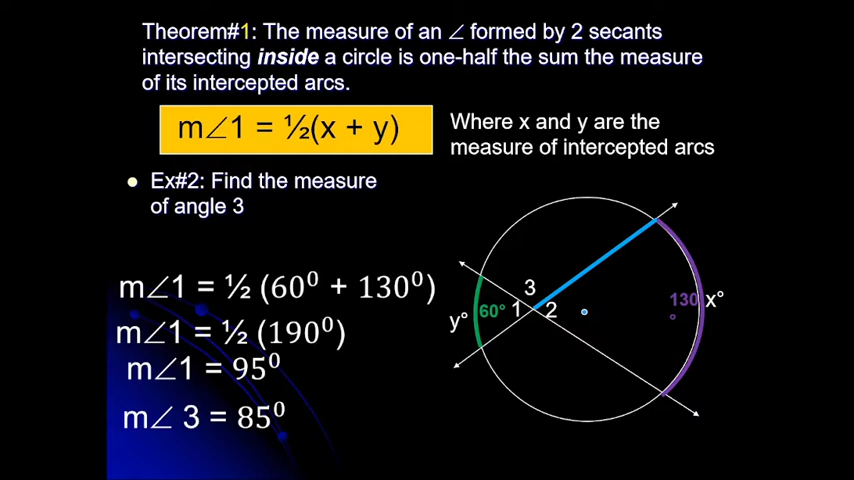 Theorem#1: The measure of an ∠ formed by 2 secants
intersecting inside a circle is one-half the sum the measure
of its intercepted arcs.
m∠1 = ½(x + y)
Where x and y are the
measure of intercepted arcs
Ex#2: Find the measure
of angle 3
m∠1 = ½ (60⁰ + 130⁰)
m∠1 = ½ (190⁰)
m∠1 = 95⁰
m∠ 3 = 85⁰
3
1
2
60°
y°
130
°
x°